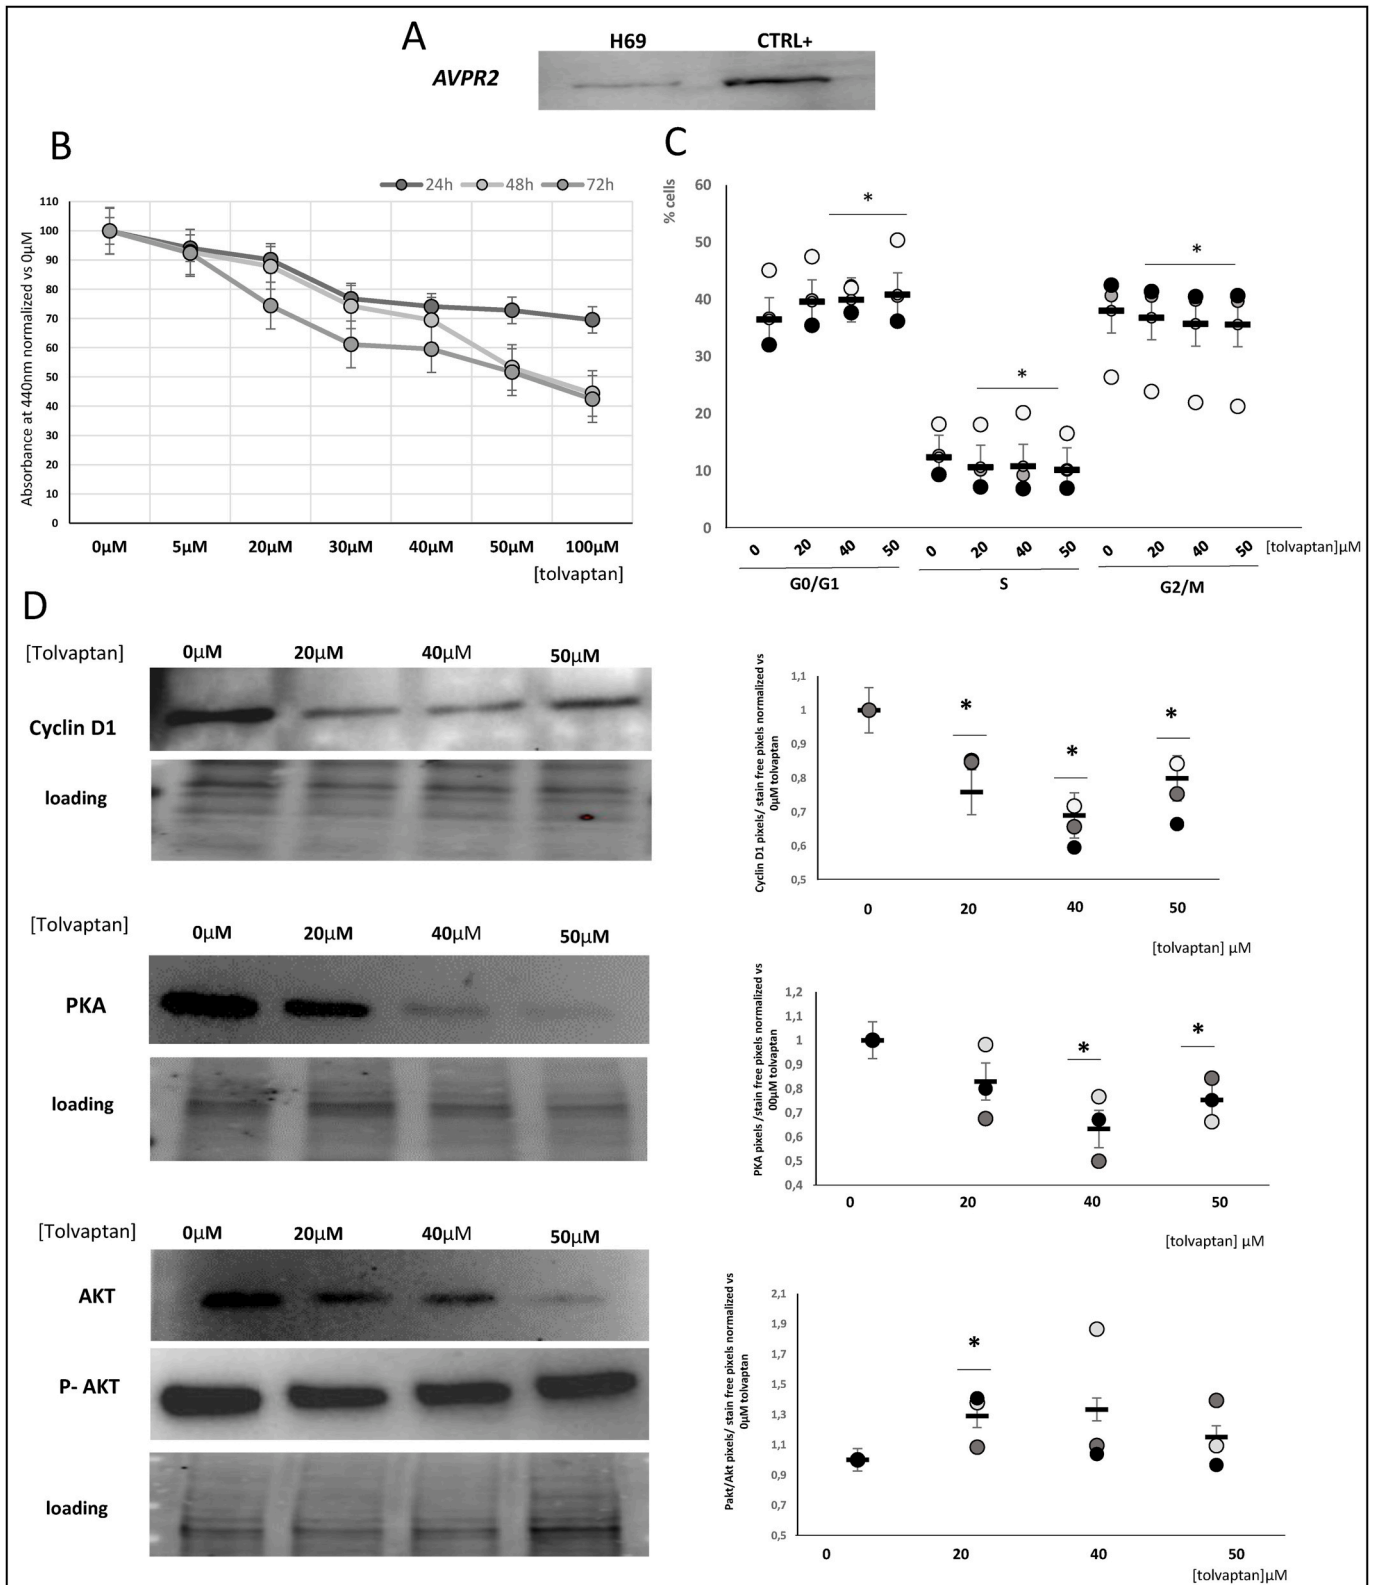 A
H69 CTRL+
AVPR2
B
24h 48h 72h
Absorbance at 440nm normalized vs 0µM
110
100
90
80
70
60
50
40
30
20
10
0
0µM 5µM 20µM 30µM 40µM 50µM 100µM
[tolvaptan]
C
% cells
60
50
40
30
20
10
0
* * *
0 20 40 50 0 20 40 50 0 20 40 50 [tolvaptan]µM
G0/G1 S G2/M
D
[Tolvaptan] 0µM 20µM 40µM 50µM
Cyclin D1
loading
Cyclin D1 pixels/ stain free pixels normalized vs
0µM tolvaptan
1,1
1
0,9
0,8
0,7
0,6
0,5
* * *
0 20 40 50
[tolvaptan] µM
[Tolvaptan] 0µM 20µM 40µM 50µM
PKA
loading
PKA pixels /stain free pixels normalized vs
00µM tolvaptan
1,2
1,1
1
0,9
0,8
0,7
0,6
0,5
0,4
* *
0 20 40 50
[tolvaptan] µM
[Tolvaptan] 0µM 20µM 40µM 50µM
AKT
P- AKT
loading
Pakt/Akt pixels/ stain free pixels normalized vs
0µM tolvaptan
2,1
1,9
1,7
1,5
1,3
1,1
0,9
0,7
0,5
*
0 20 40 50
[tolvaptan]µM